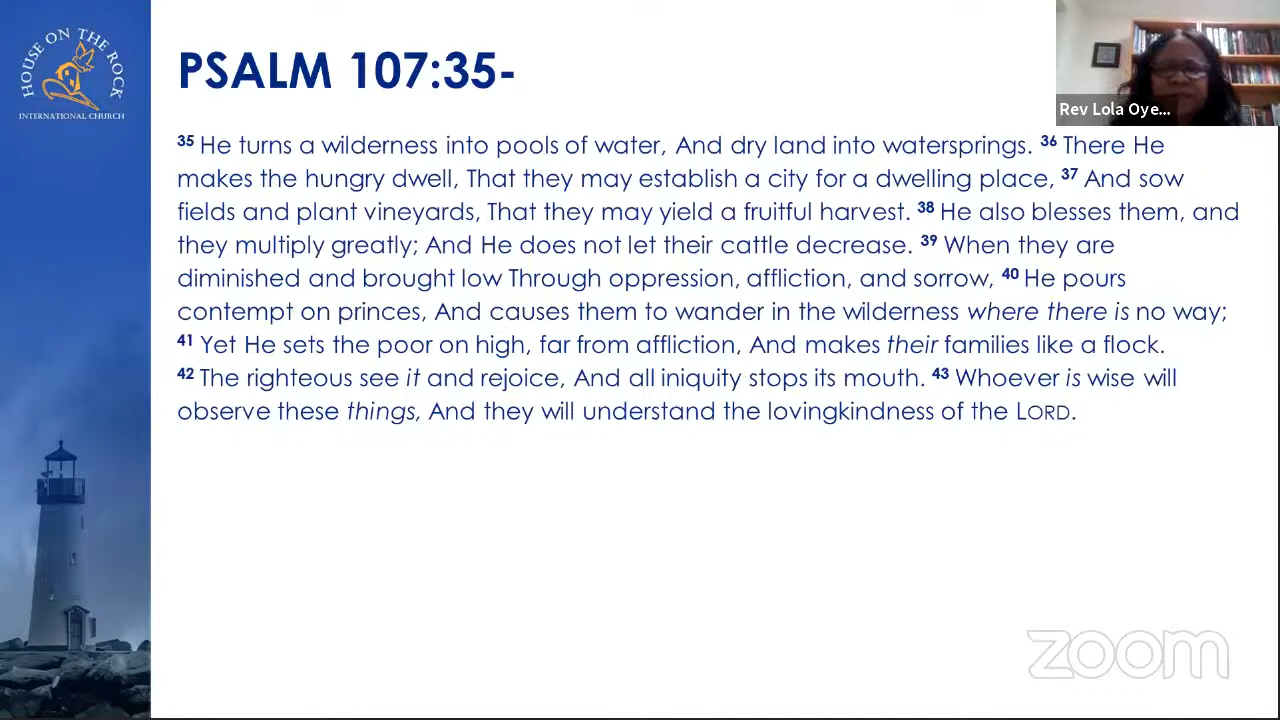 HOUSE ON THE ROCK
INTERNATIONAL CHURCH
PSALM 107:35-
Rev Lola Oye...
35 He turns a wilderness into pools of water, And dry land into watersprings. 36 There He
makes the hungry dwell, That they may establish a city for a dwelling place, 37 And sow
fields and plant vineyards, That they may yield a fruitful harvest. 38 He also blesses them, and
they multiply greatly; And He does not let their cattle decrease. 39 When they are
diminished and brought low Through oppression, affliction, and sorrow, 40 He pours
contempt on princes, And causes them to wander in the wilderness where there is no way;
41 Yet He sets the poor on high, far from affliction, And makes their families like a flock.
42 The righteous see it and rejoice, And all iniquity stops its mouth. 43 Whoever is wise will
observe these things, And they will understand the lovingkindness of the LORD.
zoom